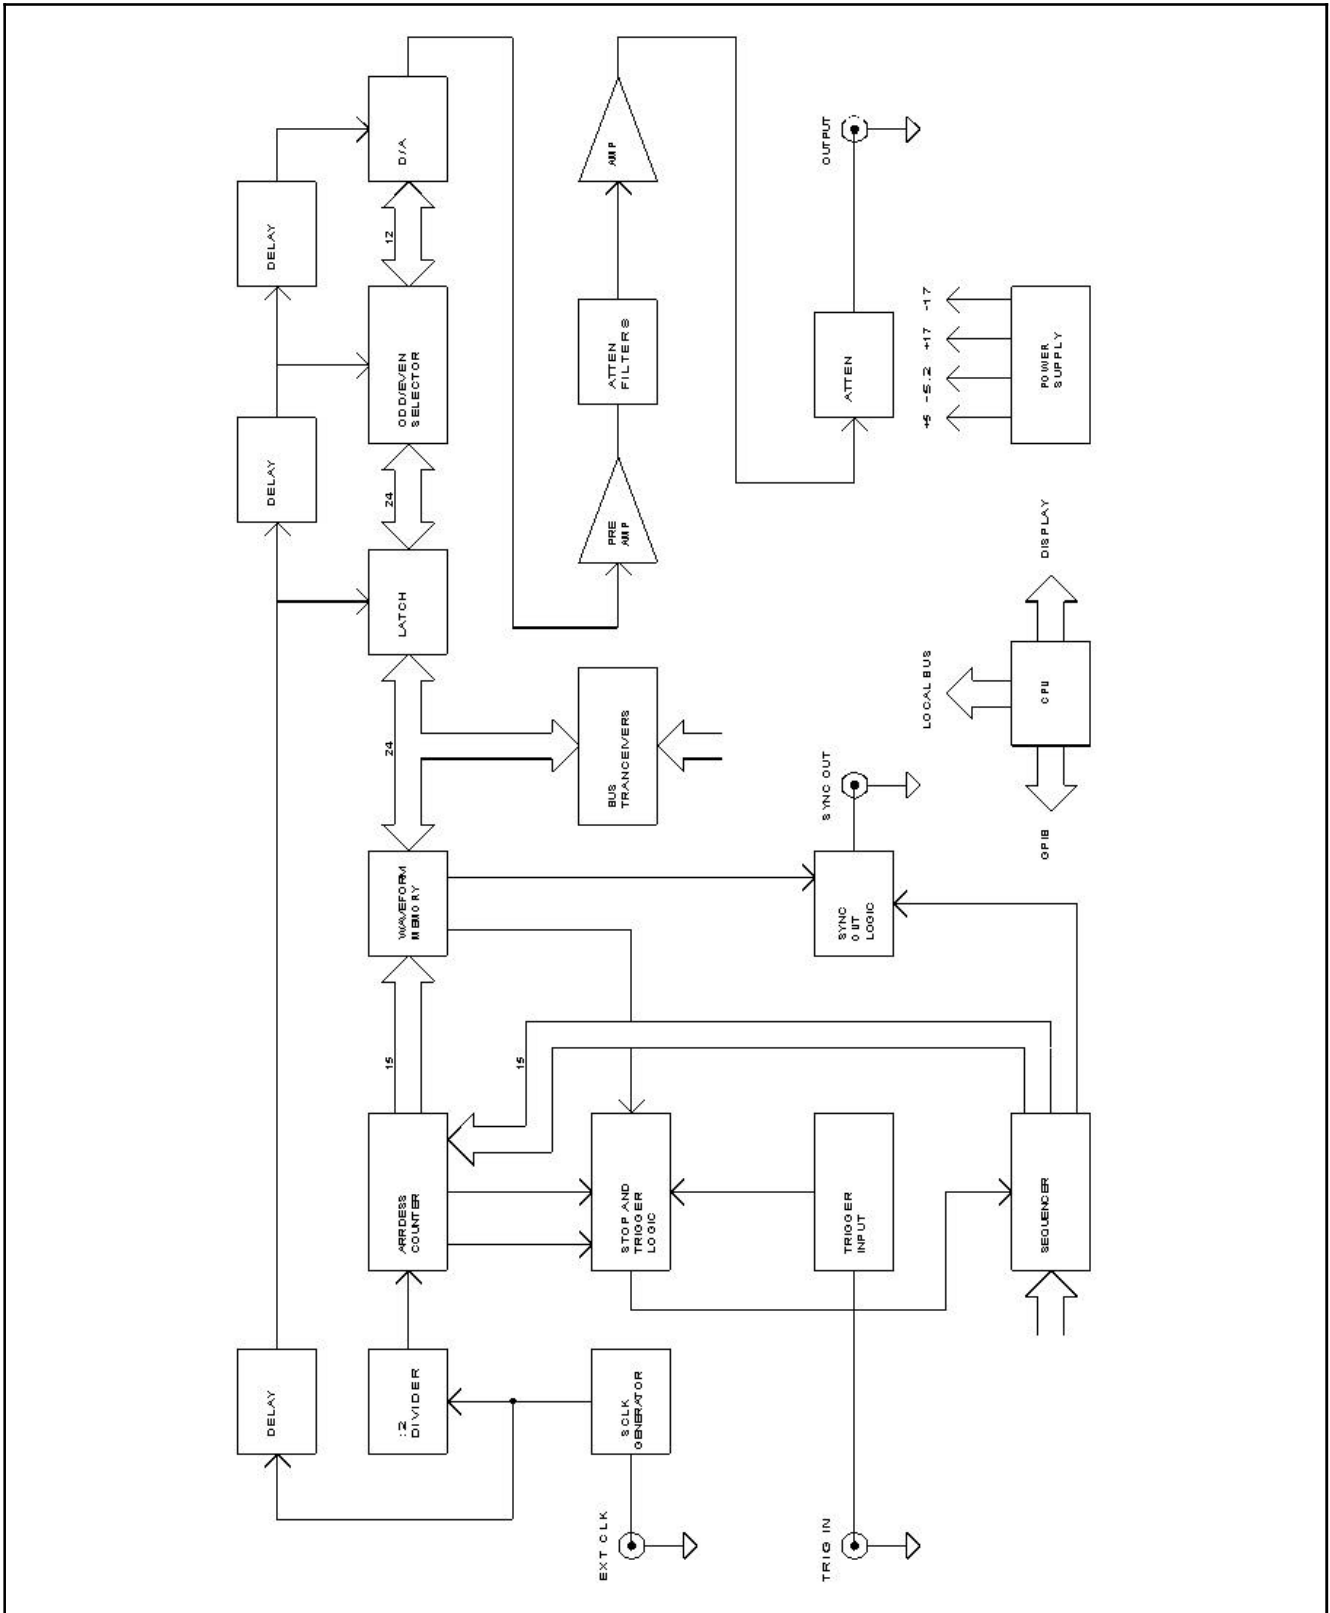 DELAY
DELAY
DELAY
:2
DIVIDER
ARRDESS
COUNTER
15
WAVEFORM
MEMORY
24
LATCH
24
ODD/EVEN
SELECTOR
12
D/A
EXT CLK
SCLK
GENERATOR
STOP AND
TRIGGER
LOGIC
15
BUS
TRANCEIVERS
PRE
AMP
ATTEN
FILTERS
AMP
TRIG IN
TRIGGER
INPUT
SYNC
OUT
LOGIC
SYNC OUT
ATTEN
OUTPUT
SEQUENCER
GPIB
LOCAL BUS
CPU
DISPLAY
+5 -5.2 +17 -17
POWER
SUPPLY